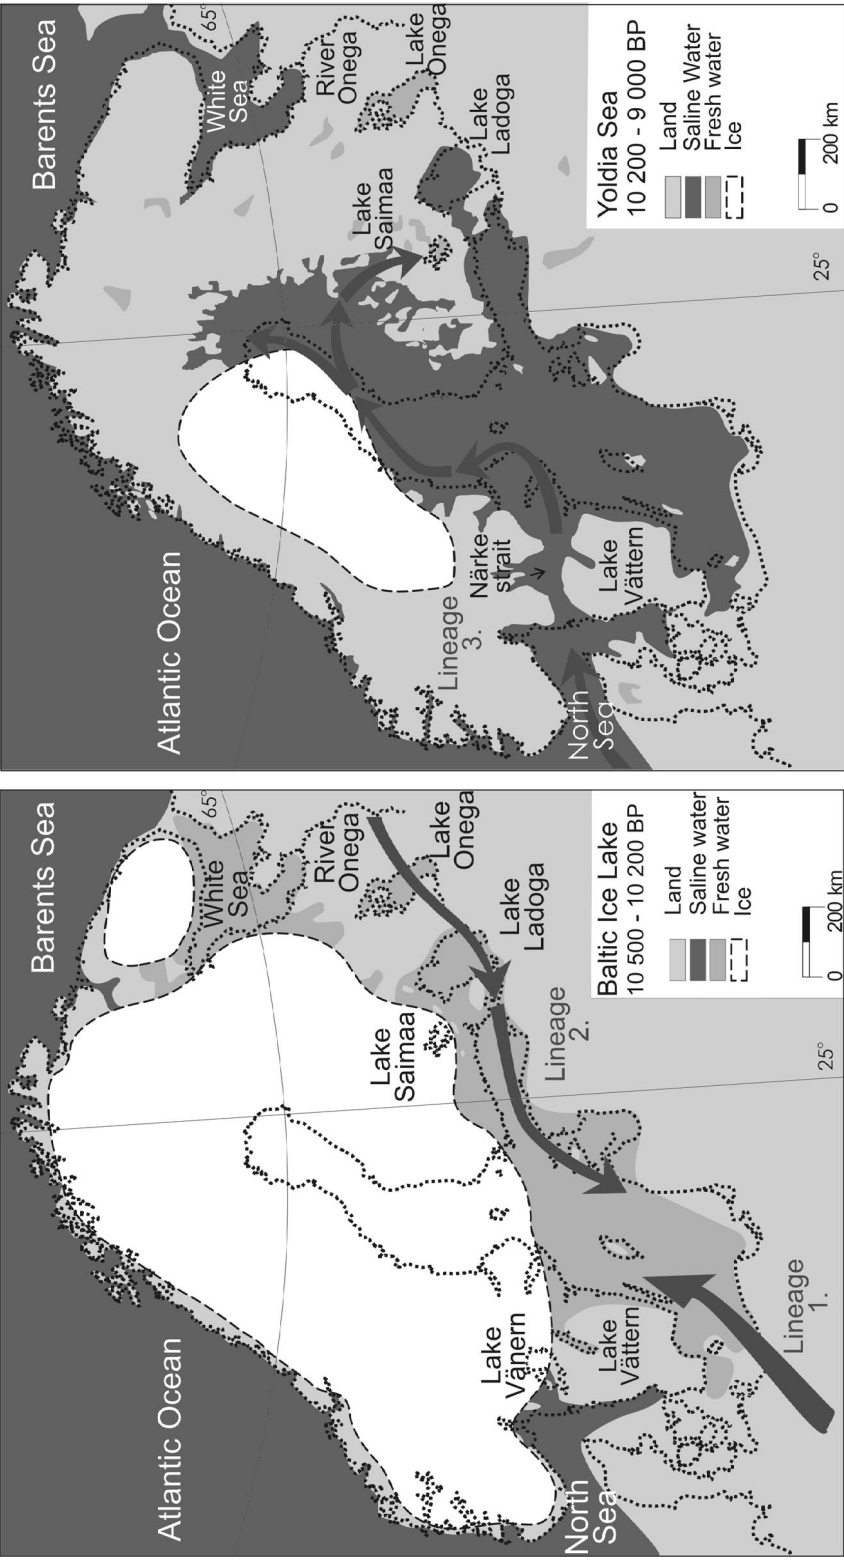 Barents Sea
65°
White
Sea
River
Onega
Lake
Onega
Lake
Ladoga
Lake
Saimaa
Atlantic Ocean
Lake
Vänern
Lake
Vättern
North
Sea
Lineage
1.
Lineage
2.
25°
Baltic Ice Lake
10 500 - 10 200 BP
Land
Saline water
Fresh water
Ice
0
200 km
Barents Sea
65°
White
Sea
River
Onega
Lake
Onega
Lake
Ladoga
Lake
Saimaa
Atlantic Ocean
Lineage
3.
Närke
strait
Lake
Vättern
North
Sea
25°
Yoldia Sea
10 200 - 9 000 BP
Land
Saline Water
Fresh water
Ice
0
200 km